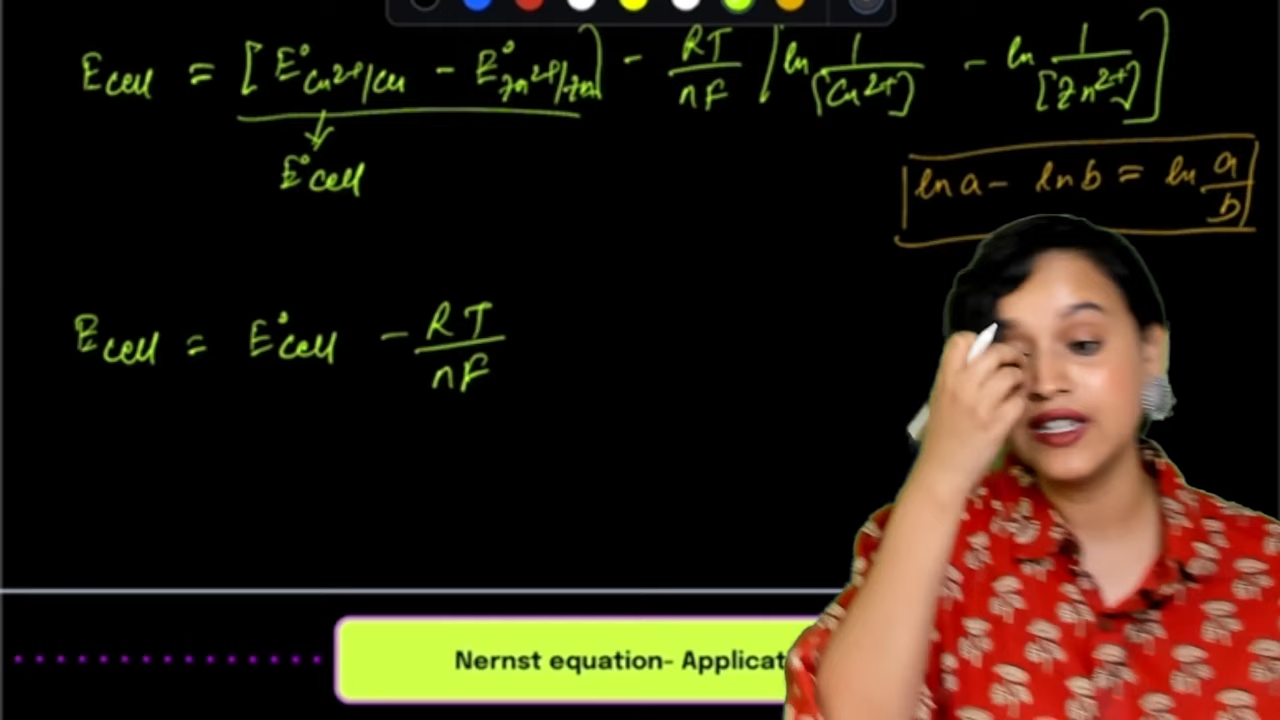 Ecell = [E°Cu²⁺/Cu - E°Zn²⁺/Zn] - RT/nF [ln 1/[Cu²⁺] - ln 1/[Zn²⁺]]
E°cell
ln a - ln b = ln a/b
Ecell = E°cell - RT/nF
Nernst equation- Applicat